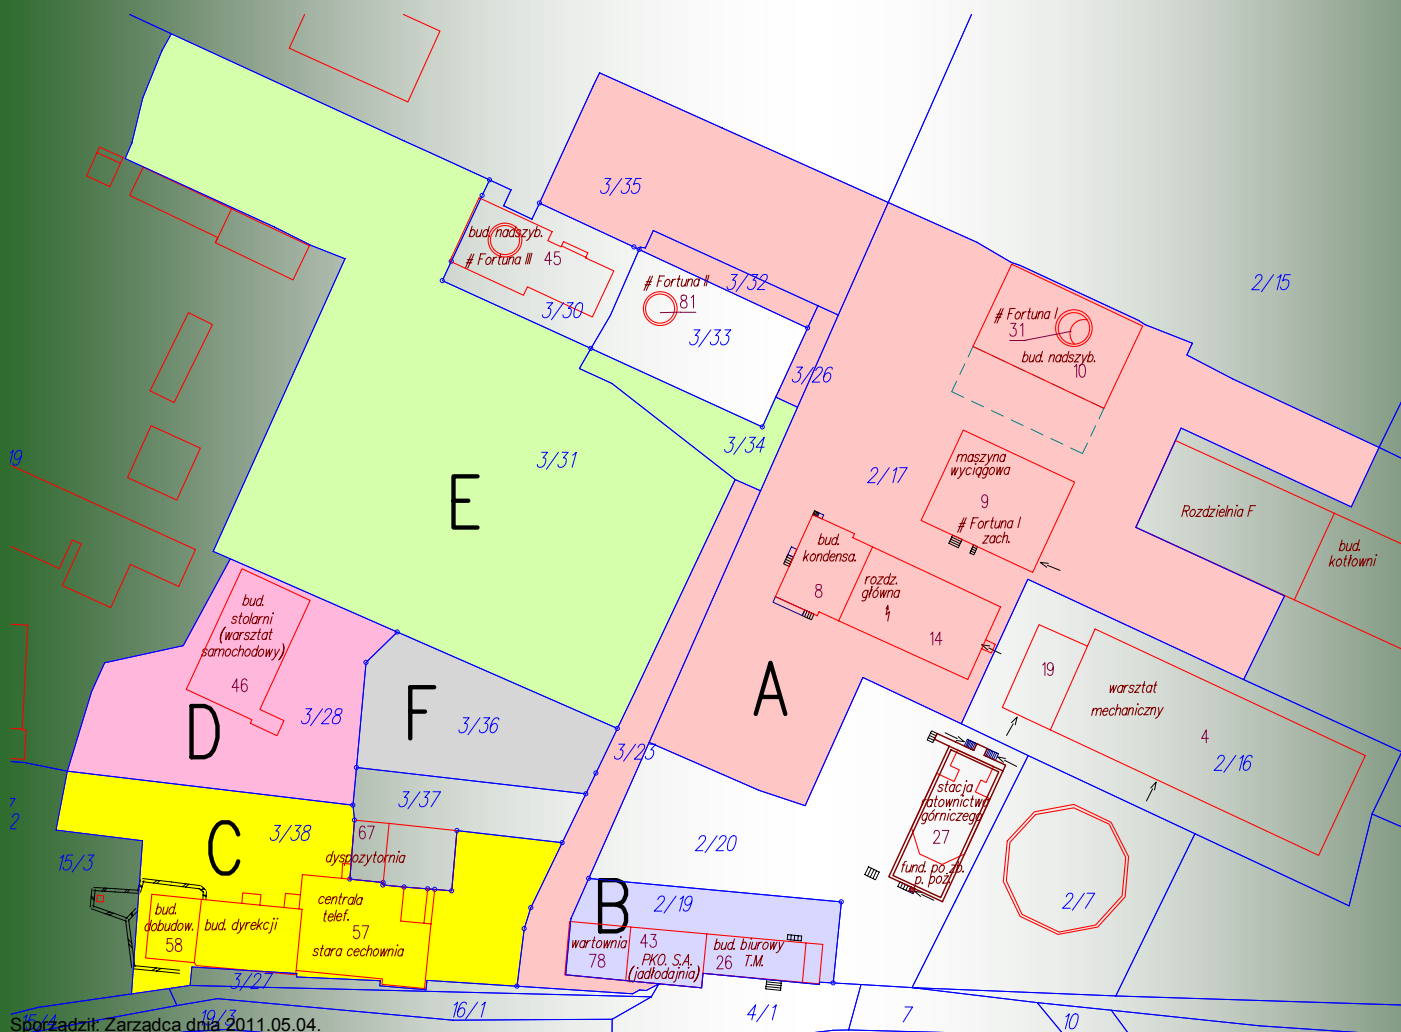 3/35
bud. nadszyb.
# Fortuna III
45
3/30
# Fortuna II
81
3/32
3/33
2/15
# Fortuna I
31
bud. nadszyb.
10
3/26
3/34
3/31
E
19
2/17
maszyna
wyciągowa
9
# Fortuna I
zach.
Rozdzielnia F
bud.
kotłowni
bud.
kondensa.
8
rozdz.
główna
14
bud.
stolarni
(warsztat
samochodowy)
46
D
3/28
F
3/36
A
3/23
19
warsztat
mechaniczny
4
2/16
3/37
3/38
C
67
dyspozytornia
2/20
stacja
ratownictwa
górniczego
27
fund. po zb.
p. poż.
2/7
7
2
15/3
B
2/19
bud.
dobudow.
58
bud. dyrekcji
centrala
telef.
57
stara cechownia
wartownia
78
43
PKO. S.A.
(jadłodajnia)
bud. biurowy
26 T.M.
3/27
16/1
4/1
7
10
15/4
19/3
Sporządził: Zarządca dnia 2011.05.04.